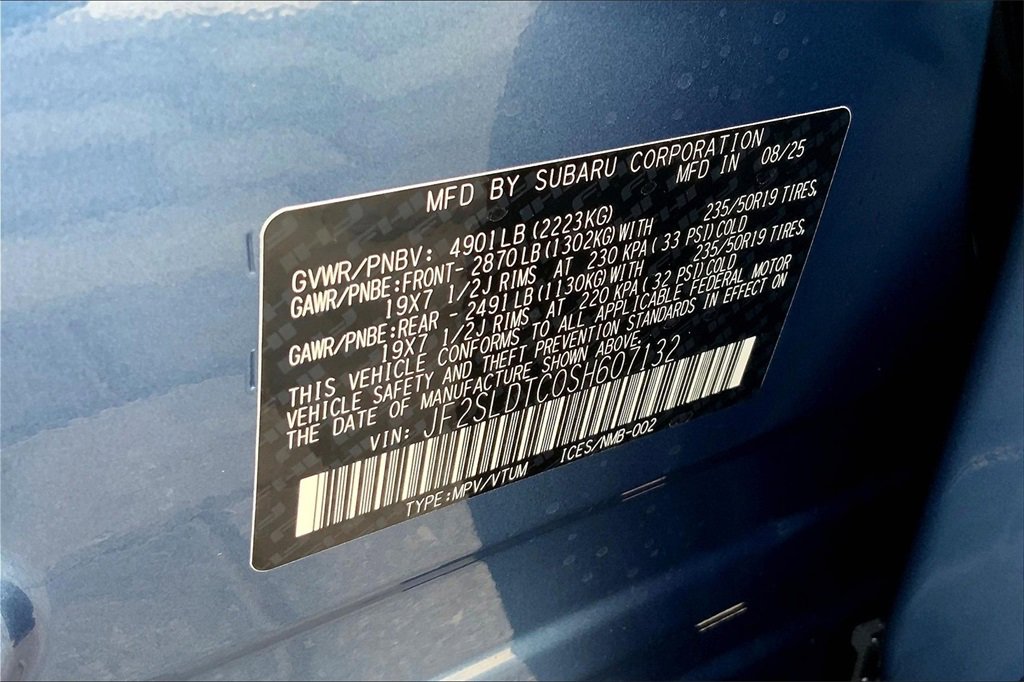 MFD BY SUBARU CORPORATION
MFD IN 08/25
GVWR/PNBV: 4901LB(2223KG)
GAWR/PNBE:FRONT- 2870LB(1302KG)WITH 235/50R19 TIRES,
19X7 1/2J RIMS AT 230 KPA( 33 PSI)COLD
GAWR/PNBE:REAR - 2491LB(1130KG)WITH 235/50R19 TIRES,
19X7 1/2J RIMS AT 220 KPA( 32 PSI)COLD
THIS VEHICLE CONFORMS TO ALL APPLICABLE FEDERAL MOTOR
VEHICLE SAFETY AND THEFT PREVENTION STANDARDS IN EFFECT ON
THE DATE OF MANUFACTURE SHOWN ABOVE.
VIN: JF2SLDTC0SH607132
TYPE:MPV/VTUM ICES/NMB-002